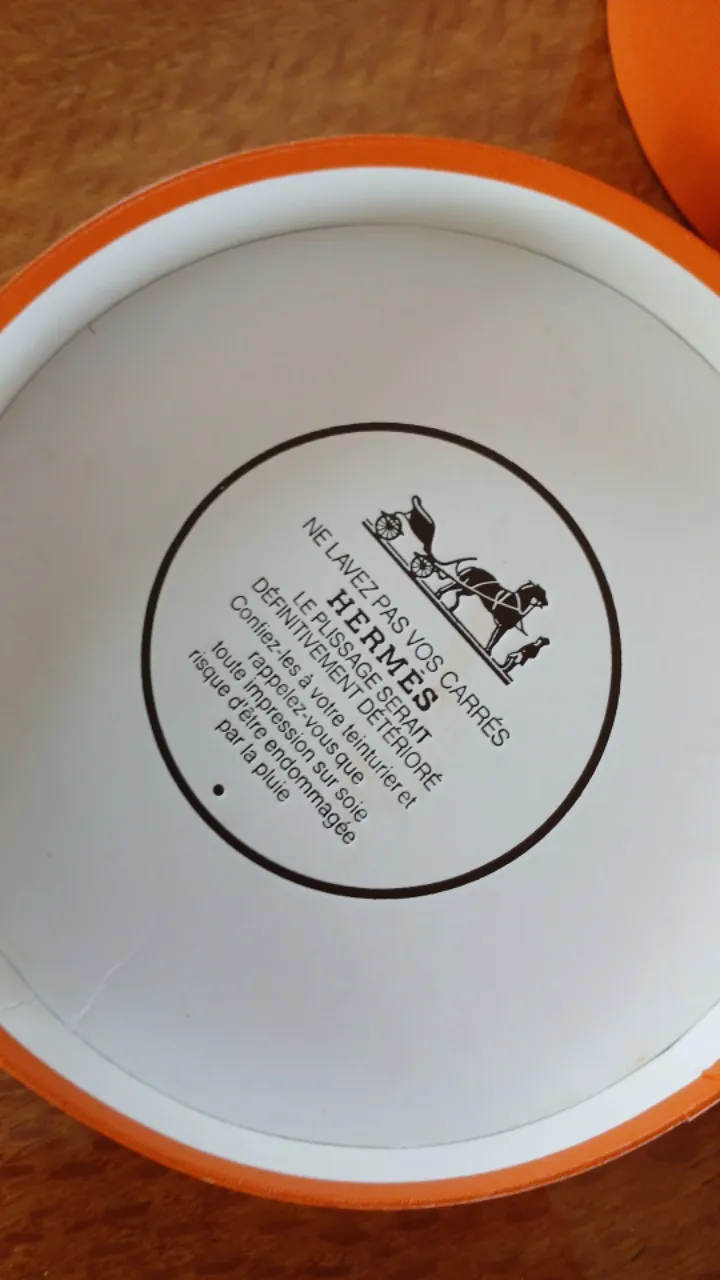 NE LAVEZ PAS VOS CARRÉS
HERMÈS
LE PLISSAGE SERAIT
DÉFINITIVEMENT DÉTÉRIORÉ
Confiez-les à votre teinturier et
rappelez-vous que
toute impression sur soie
risque d'être endommagée
par la pluie